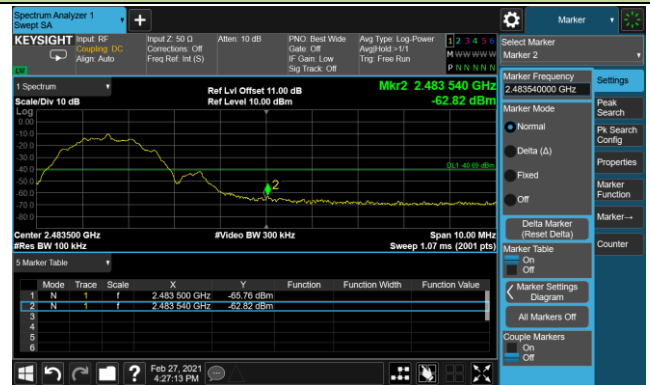 Spectrum Analyzer 1
Swept SA
Marker
KEYSIGHT
Input: RF
Coupling: DC
Align: Auto
Input Z: 50 Ω
Corrections: Off
Freq Ref: Int (S)
Atten: 10 dB
PNO: Best Wide
Gate: Off
IF Gain: Low
Sig Track: Off
Avg Type: Log-Power
Avg|Hold:>1/1
Trig: Free Run
1 2 3 4 5 6
M W W W W W
P N N N N N
LW
Select Marker
Marker 2
1 Spectrum
Scale/Div 10 dB
Log
Ref Lvl Offset 11.00 dB
Ref Level 10.00 dBm
Mkr2 2.483 540 GHz
-62.82 dBm
0.00
-10.0
-20.0
-30.0
-40.0
-50.0
-60.0
-70.0
-80.0
DL1 -40.69 dBm
2
Center 2.483500 GHz
#Res BW 100 kHz
#Video BW 300 kHz
Span 10.00 MHz
Sweep 1.07 ms (2001 pts)
5 Marker Table
Mode Trace Scale X Y Function Function Width Function Value
1 N 1 f 2.483 500 GHz -65.76 dBm
2 N 1 f 2.483 540 GHz -62.82 dBm
3
4
5
6
Marker Frequency
2.483540000 GHz
Marker Mode
Normal
Delta (Δ)
Fixed
Off
Delta Marker
(Reset Delta)
Marker Table
On
Off
Marker Settings
Diagram
All Markers Off
Couple Markers
On
Off
Settings
Peak
Search
Pk Search
Config
Properties
Marker
Function
Marker→
Counter
?
Feb 27, 2021
4:27:13 PM